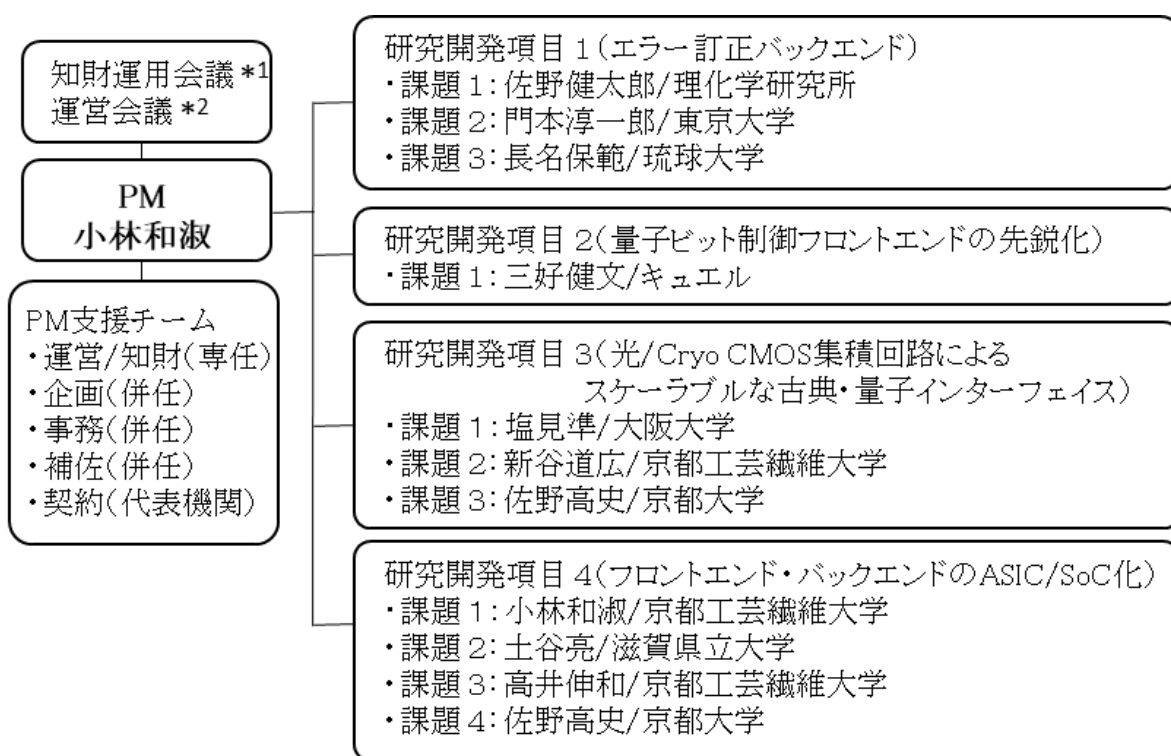 知財運用会議*1
運営会議*2
PM
小林和淑
PM支援チーム
・運営/知財(専任)
・企画(併任)
・事務(併任)
・補佐(併任)
・契約(代表機関)
研究開発項目1(エラー訂正バックエンド)
・課題1:佐野健太郎/理化学研究所
・課題2:門本淳一郎/東京大学
・課題3:長名保範/琉球大学
研究開発項目2(量子ビット制御フロントエンドの先鋭化)
・課題1:三好健文/キュエル
研究開発項目3(光/Cryo CMOS集積回路による
スケーラブルな古典・量子インターフェイス)
・課題1:塩見準/大阪大学
・課題2:新谷道広/京都工芸繊維大学
・課題3:佐野高史/京都大学
研究開発項目4(フロントエンド・バックエンドのASIC/SoC化)
・課題1:小林和淑/京都工芸繊維大学
・課題2:土谷亮/滋賀県立大学
・課題3:高井伸和/京都工芸繊維大学
・課題4:佐野高史/京都大学